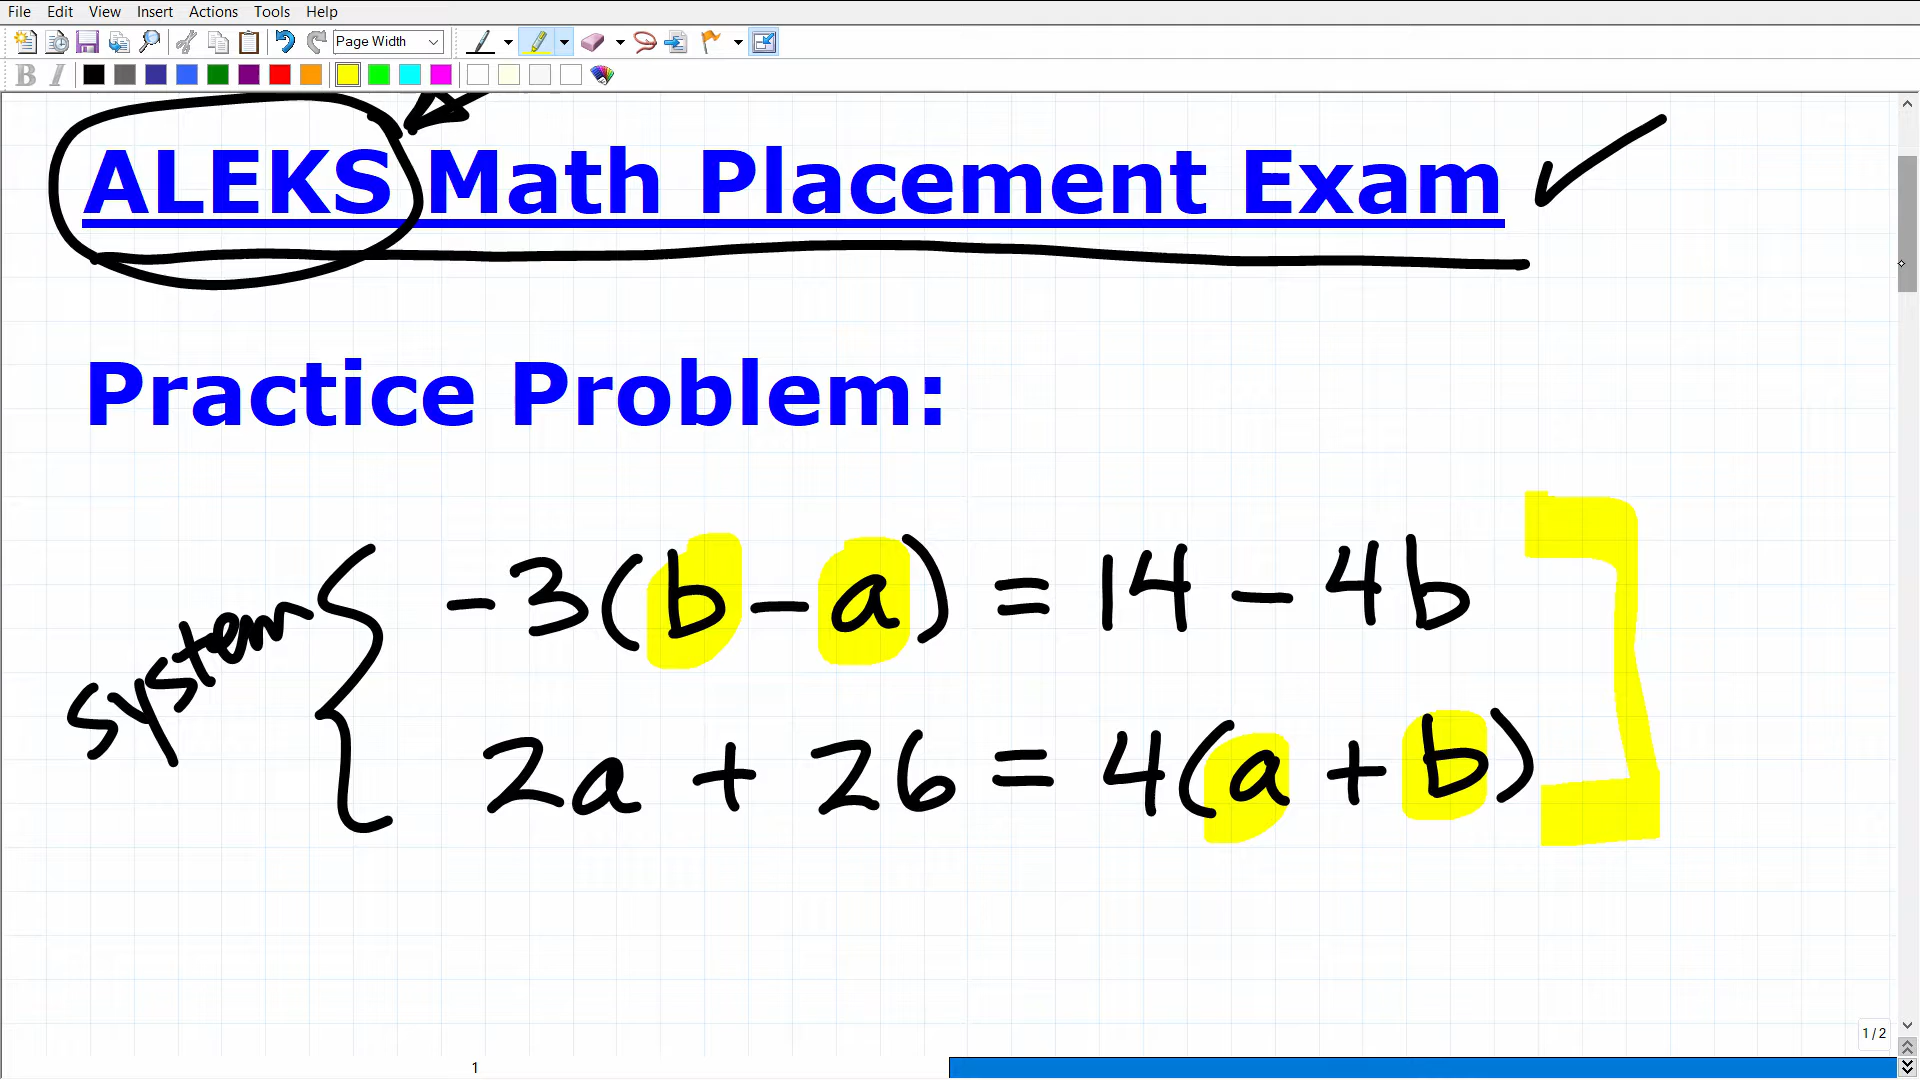 File Edit View Insert Actions Tools Help
Page Width
B I
ALEKS Math Placement Exam
Practice Problem:
system
-3(b-a) = 14-4b
2a + 26 = 4(a+b)
1 / 2
1